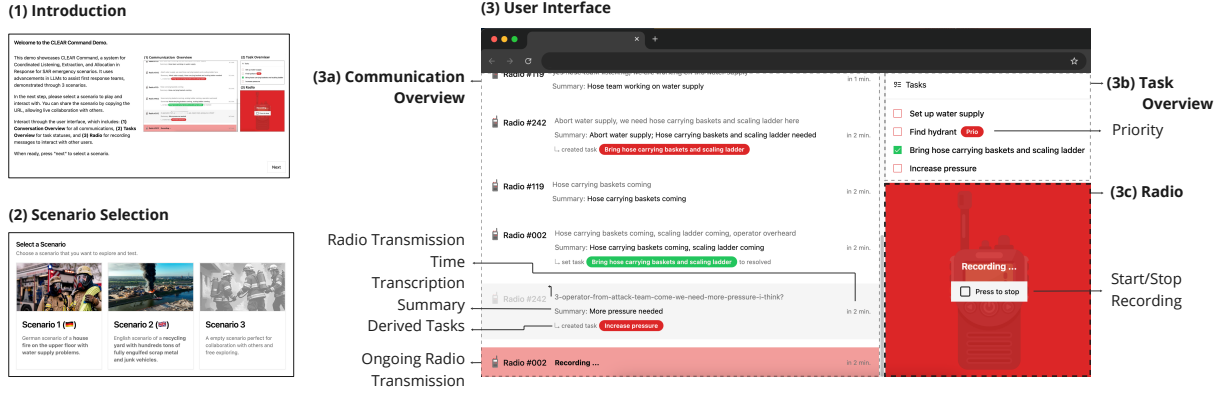 (1) Introduction
Welcome to the CLEAR Command Demo.
This demo showcases CLEAR Command, a system for
Coordinated Listening, Extraction, and Allocation in
Response for SAR emergency scenarios. It uses
advancements in LLMs to assist first response teams,
demonstrated through 3 scenarios.
In the next step, please select a scenario to play and
interact with. You can share the scenario by copying the
URL, allowing live collaboration with others.
Interact through the user interface, which includes: (1)
Conversation Overview for all communications, (2) Tasks
Overview for task statuses, and (3) Radio for recording
messages to interact with other users.
When ready, press "next" to select a scenario.
(1) Communication Overview
(2) Task Overview
(3) Radio
Next
(2) Scenario Selection
Select a Scenario
Choose a scenario that you want to explore and test.
Scenario 1
German scenario of a house
fire on the upper floor with
water supply problems.
Scenario 2
English scenario of a recycling
yard with hundreds tons of
fully engulfed scrap metal
and junk vehicles.
Scenario 3
A empty scenario perfect for
collaboration with others and
free exploring.
(3) User Interface
(3a) Communication
Overview
Radio Transmission
Time
Transcription
Summary
Derived Tasks
Ongoing Radio
Transmission
Radio #119
in 1 min.
Summary: Hose team working on water supply
Radio #242
Abort water supply, we need hose carrying baskets and scaling ladder here
Summary: Abort water supply; Hose carrying baskets and scaling ladder needed
in 2 min.
created task Bring hose carrying baskets and scaling ladder
Radio #119
Hose carrying baskets coming
Summary: Hose carrying baskets coming
in 2 min.
Radio #002
Hose carrying baskets coming, scaling ladder coming, operator overheard
Summary: Hose carrying baskets coming, scaling ladder coming
in 2 min.
set task Bring hose carrying baskets and scaling ladder to resolved
Radio #242
3-operator-from-attack-team-come-we-need-more-pressure-i-think?
Summary: More pressure needed
in 2 min.
created task Increase pressure
Radio #002 Recording ...
in 2 min.
Tasks
Set up water supply
Find hydrant Prio
Bring hose carrying baskets and scaling ladder
Increase pressure
Recording ...
Press to stop
(3b) Task
Overview
Priority
(3c) Radio
Start/Stop
Recording